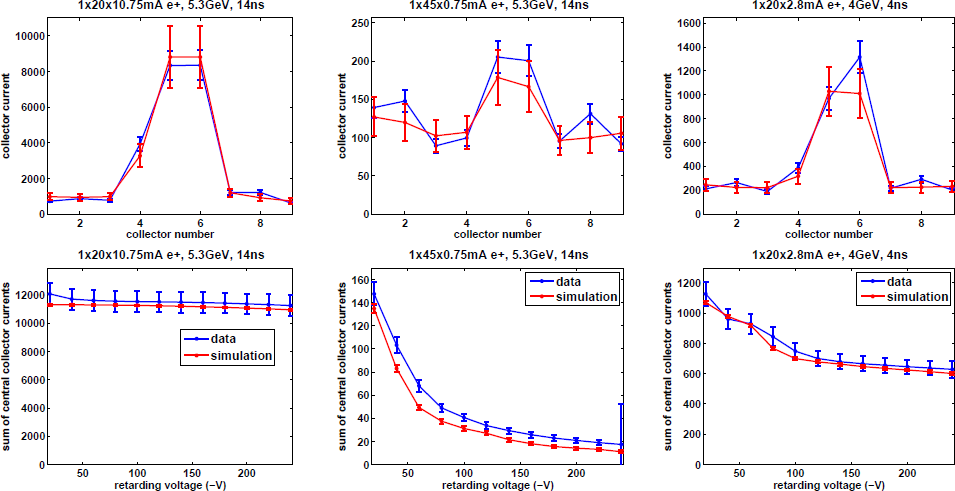 1x20x10.75mA e+, 5.3GeV, 14ns
collector current
10000
8000
6000
4000
2000
0
2 4 6 8
collector number
1x45x0.75mA e+, 5.3GeV, 14ns
collector current
250
200
150
100
50
0
2 4 6 8
collector number
1x20x2.8mA e+, 4GeV, 4ns
collector current
1600
1400
1200
1000
800
600
400
200
0
2 4 6 8
collector number
1x20x10.75mA e+, 5.3GeV, 14ns
sum of central collector currents
12000
10000
8000
6000
4000
2000
0
data
simulation
50 100 150 200
retarding voltage (−V)
1x45x0.75mA e+, 5.3GeV, 14ns
sum of central collector currents
160
140
120
100
80
60
40
20
0
data
simulation
50 100 150 200
retarding voltage (−V)
1x20x2.8mA e+, 4GeV, 4ns
sum of central collector currents
1200
1000
800
600
400
200
0
data
simulation
50 100 150 200
retarding voltage (−V)